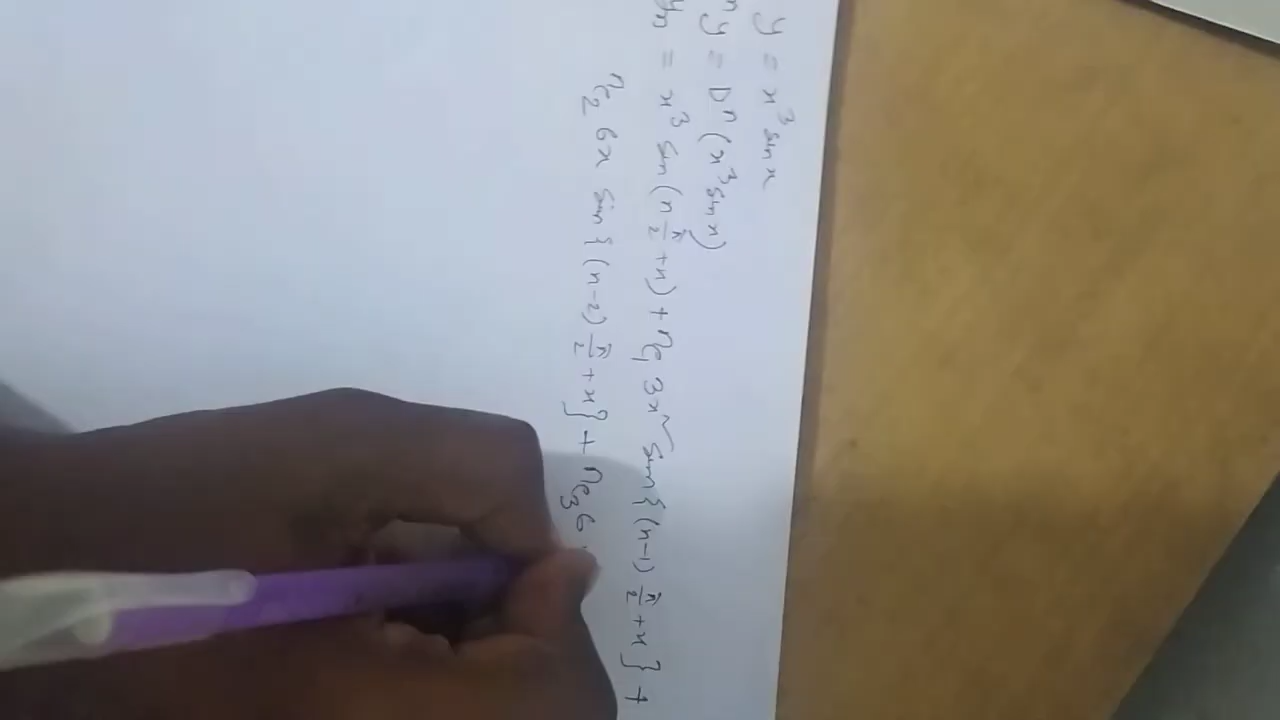 y = x³ sin x
ⁿy = Dⁿ (x³ sin x)
yn = x³ sin (n π/2 + x) + ⁿc₁ 3x² sin {(n-1) π/2 + x} +
ⁿc₂ 6x sin {(n-2) π/2 + x} + ⁿc₃ 6